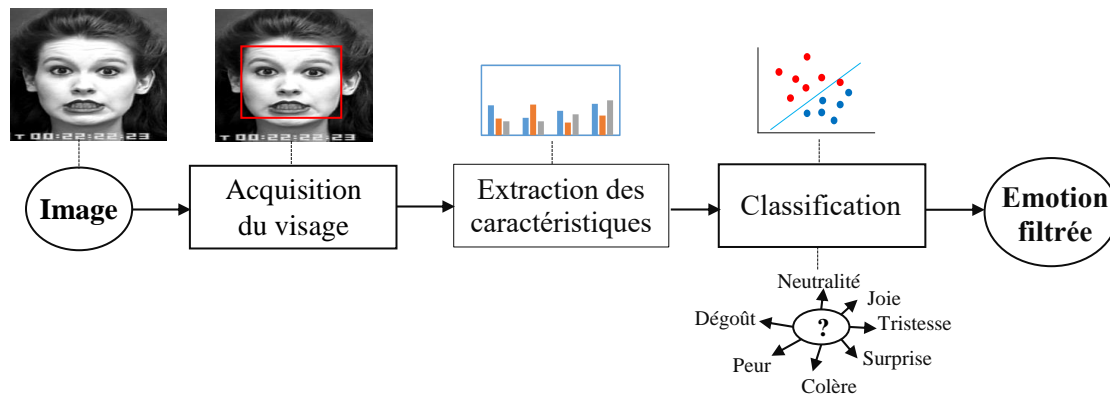 T 00:22:22:23
T 00:22:22:23
Image
Acquisition
du visage
Extraction des
caractéristiques
Classification
Emotion
filtrée
Neutralité
Joie
Dégoût
?
Tristesse
Peur
Surprise
Colère